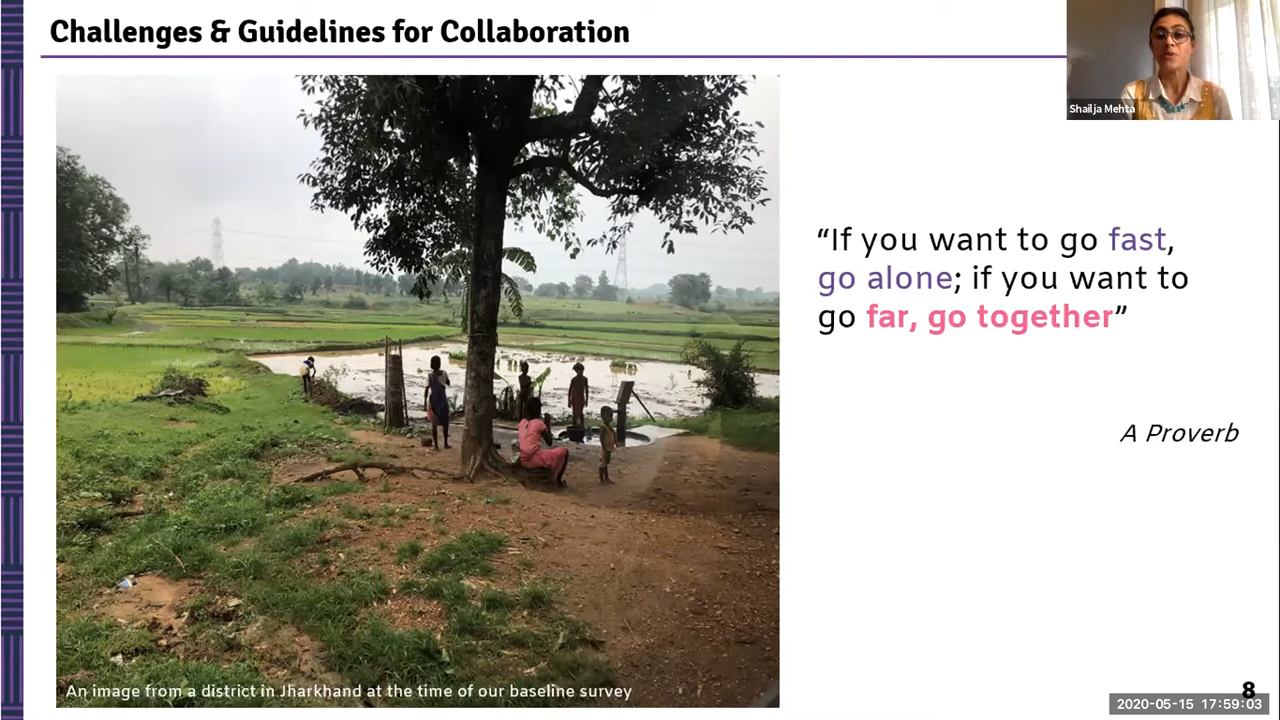 Challenges & Guidelines for Collaboration
Shailja Mehta
“If you want to go fast,
go alone; if you want to
go far, go together”
A Proverb
An image from a district in Jharkhand at the time of our baseline survey
8
2020-05-15 17:59:03